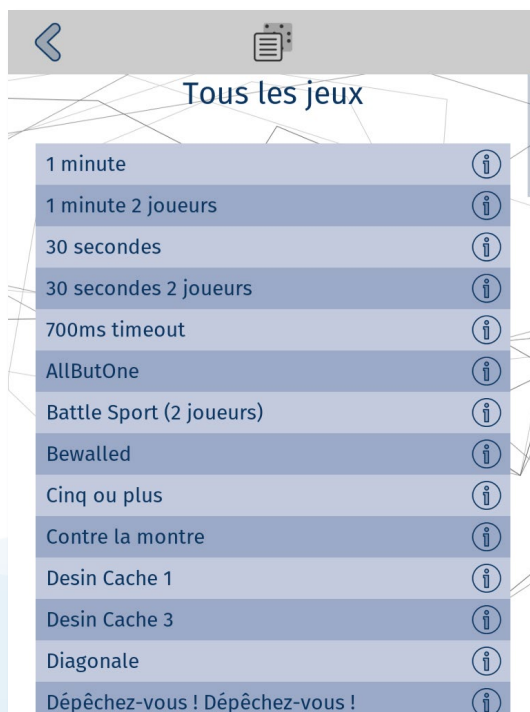 Tous les jeux
1 minute
1 minute 2 joueurs
30 secondes
30 secondes 2 joueurs
700ms timeout
AllButOne
Battle Sport (2 joueurs)
Bewalled
Cinq ou plus
Contre la montre
Desin Cache 1
Desin Cache 3
Diagonale
Dépêchez-vous ! Dépêchez-vous !